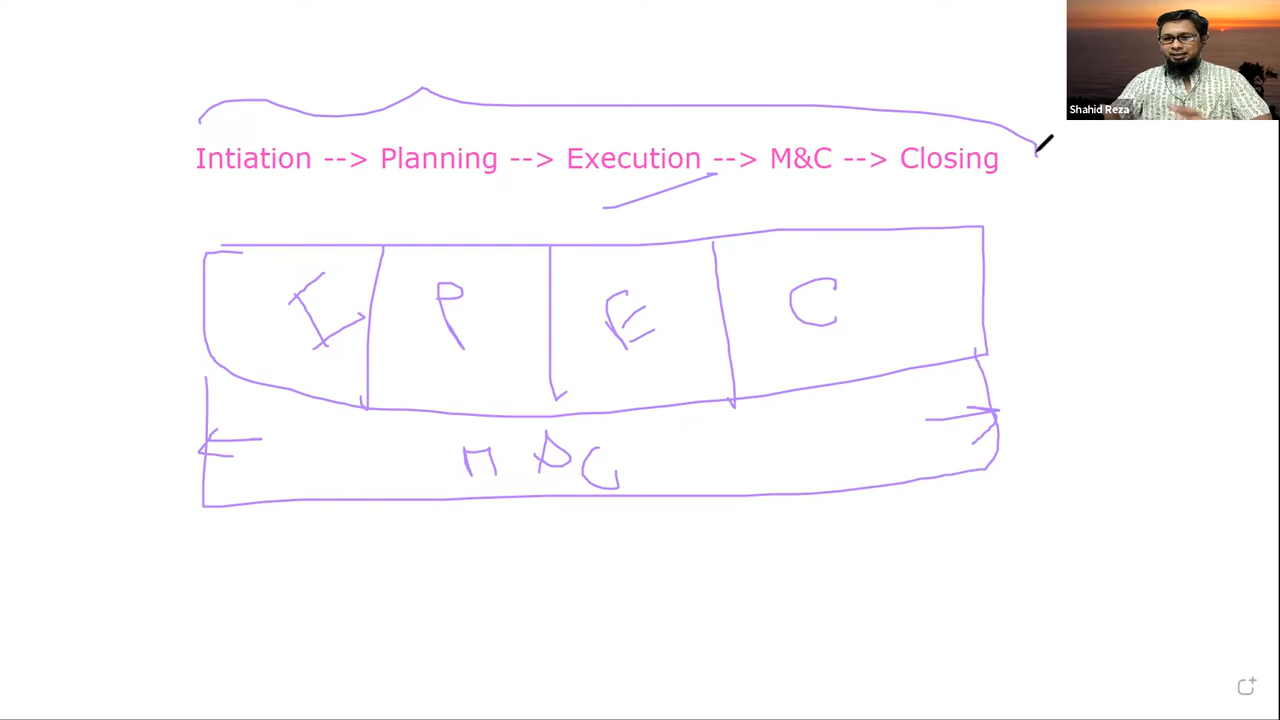 Shahid Reza
Intiation --> Planning --> Execution --> M&C --> Closing
I P E C
M & C